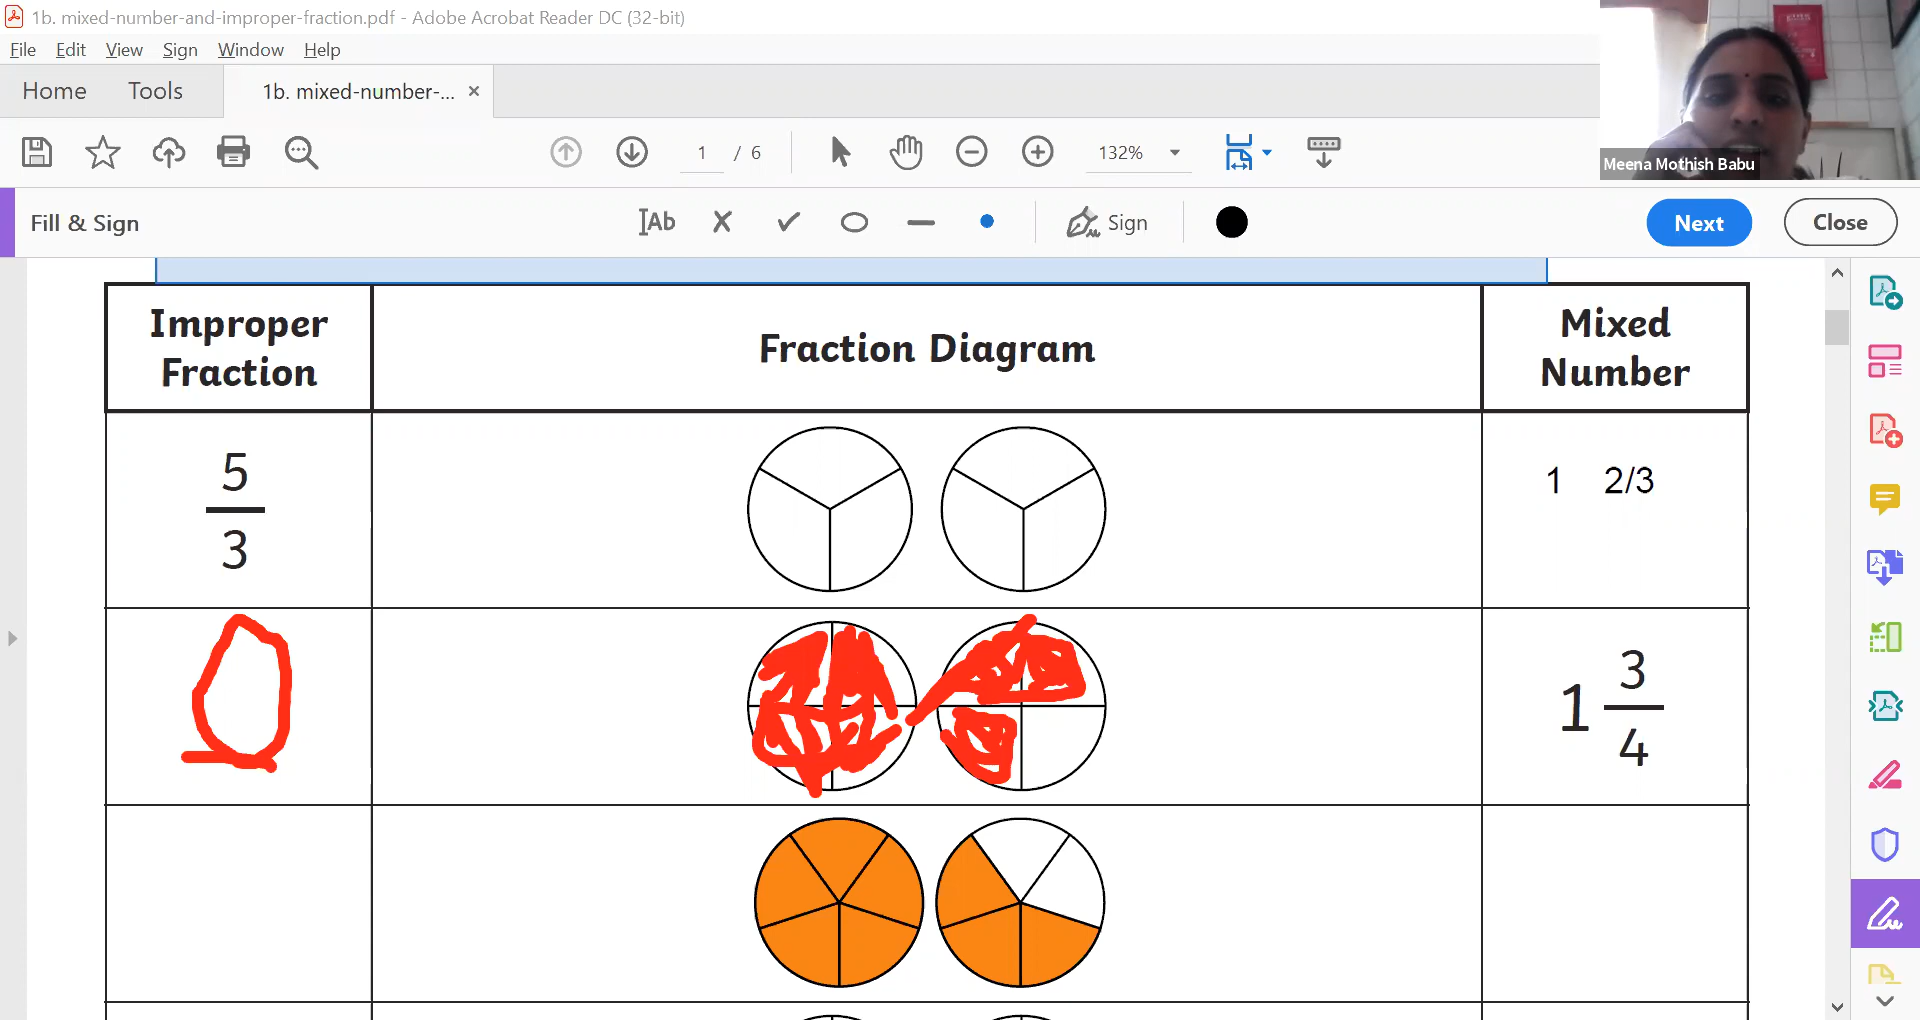 1b. mixed-number-and-improper-fraction.pdf - Adobe Acrobat Reader DC (32-bit)
File Edit View Sign Window Help
Home Tools 1b. mixed-number-... ×
1 / 6 132%
Meena Mothish Babu
Fill & Sign Ab Sign Next Close
Improper Fraction Diagram Mixed
Fraction Number
5
3
1 2/3
1 3
4